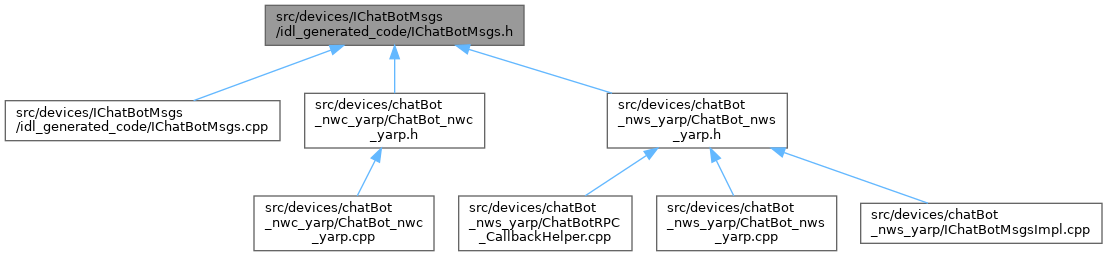 src/devices/IChatBotMsgs
/idl_generated_code/IChatBotMsgs.h
src/devices/IChatBotMsgs
/idl_generated_code/IChatBotMsgs.cpp
src/devices/chatBot
_nwc_yarp/ChatBot_nwc
_yarp.h
src/devices/chatBot
_nws_yarp/ChatBot_nws
_yarp.h
src/devices/chatBot
_nwc_yarp/ChatBot_nwc
_yarp.cpp
src/devices/chatBot
_nws_yarp/ChatBotRPC
_CallbackHelper.cpp
src/devices/chatBot
_nws_yarp/ChatBot_nws
_yarp.cpp
src/devices/chatBot
_nws_yarp/IChatBotMsgsImpl.cpp